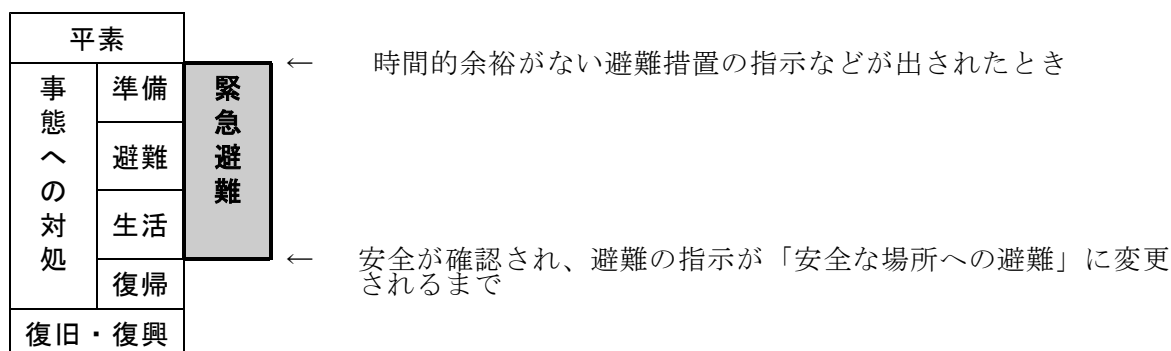 平素
← 時間的余裕がない避難措置の指示などが出されたとき
事態への対処
準備
緊急避難
避難
生活
← 安全が確認され、避難の指示が「安全な場所への避難」に変更
されるまで
復帰
復旧・復興